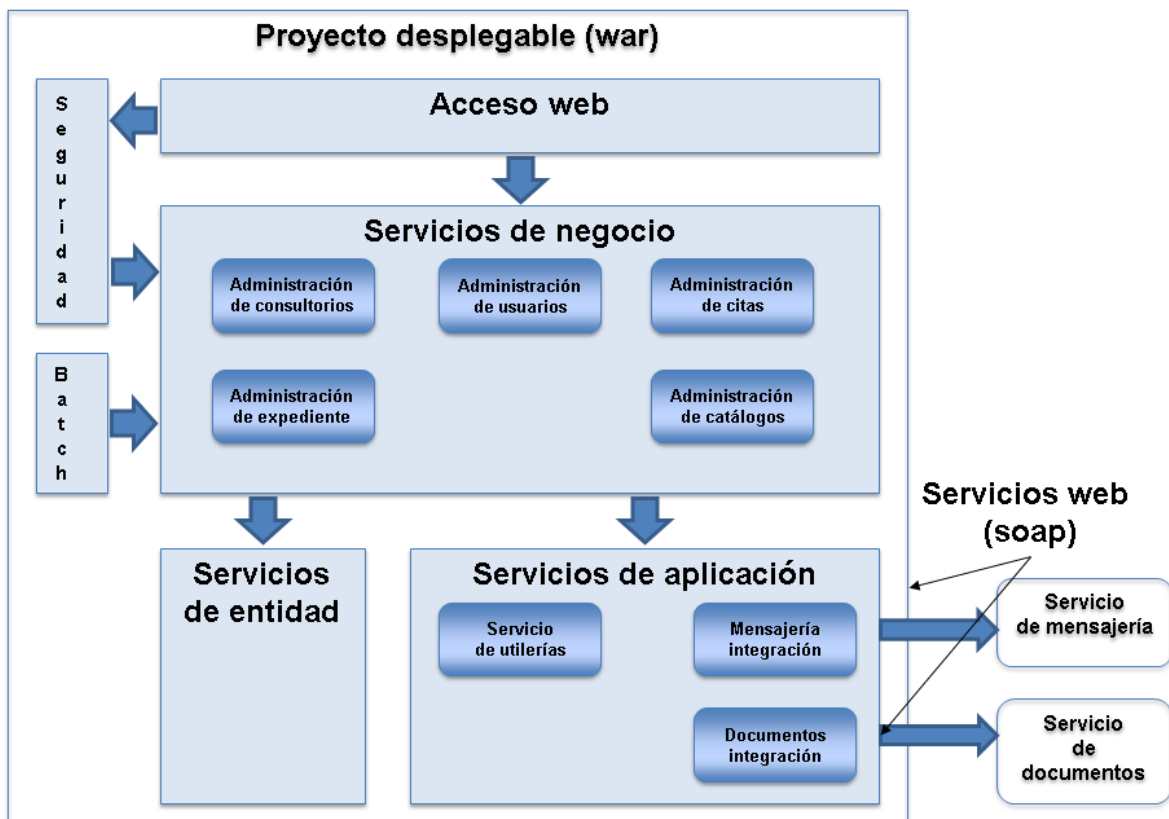 Proyecto desplegable (war)
Seguridad
Acceso web
Servicios de negocio
Administración
de consultorios
Administración
de usuarios
Administración
de citas
Batch
Administración
de expediente
Administración
de catálogos
Servicios web
(soap)
Servicios
de entidad
Servicios de aplicación
Servicio
de utilerías
Mensajería
integración
Servicio
de mensajería
Documentos
integración
Servicio
de
documentos